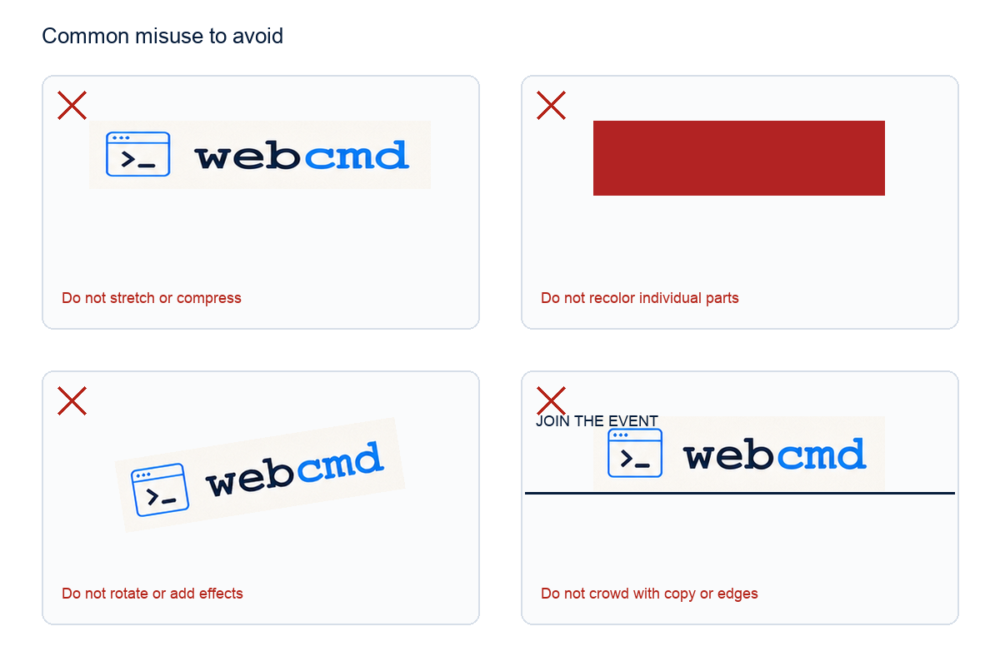 Common misuse to avoid
>_ webcmd
Do not stretch or compress
Do not recolor individual parts
>_ webcmd
Do not rotate or add effects
JOIN THE EVENT
>_ webcmd
Do not crowd with copy or edges